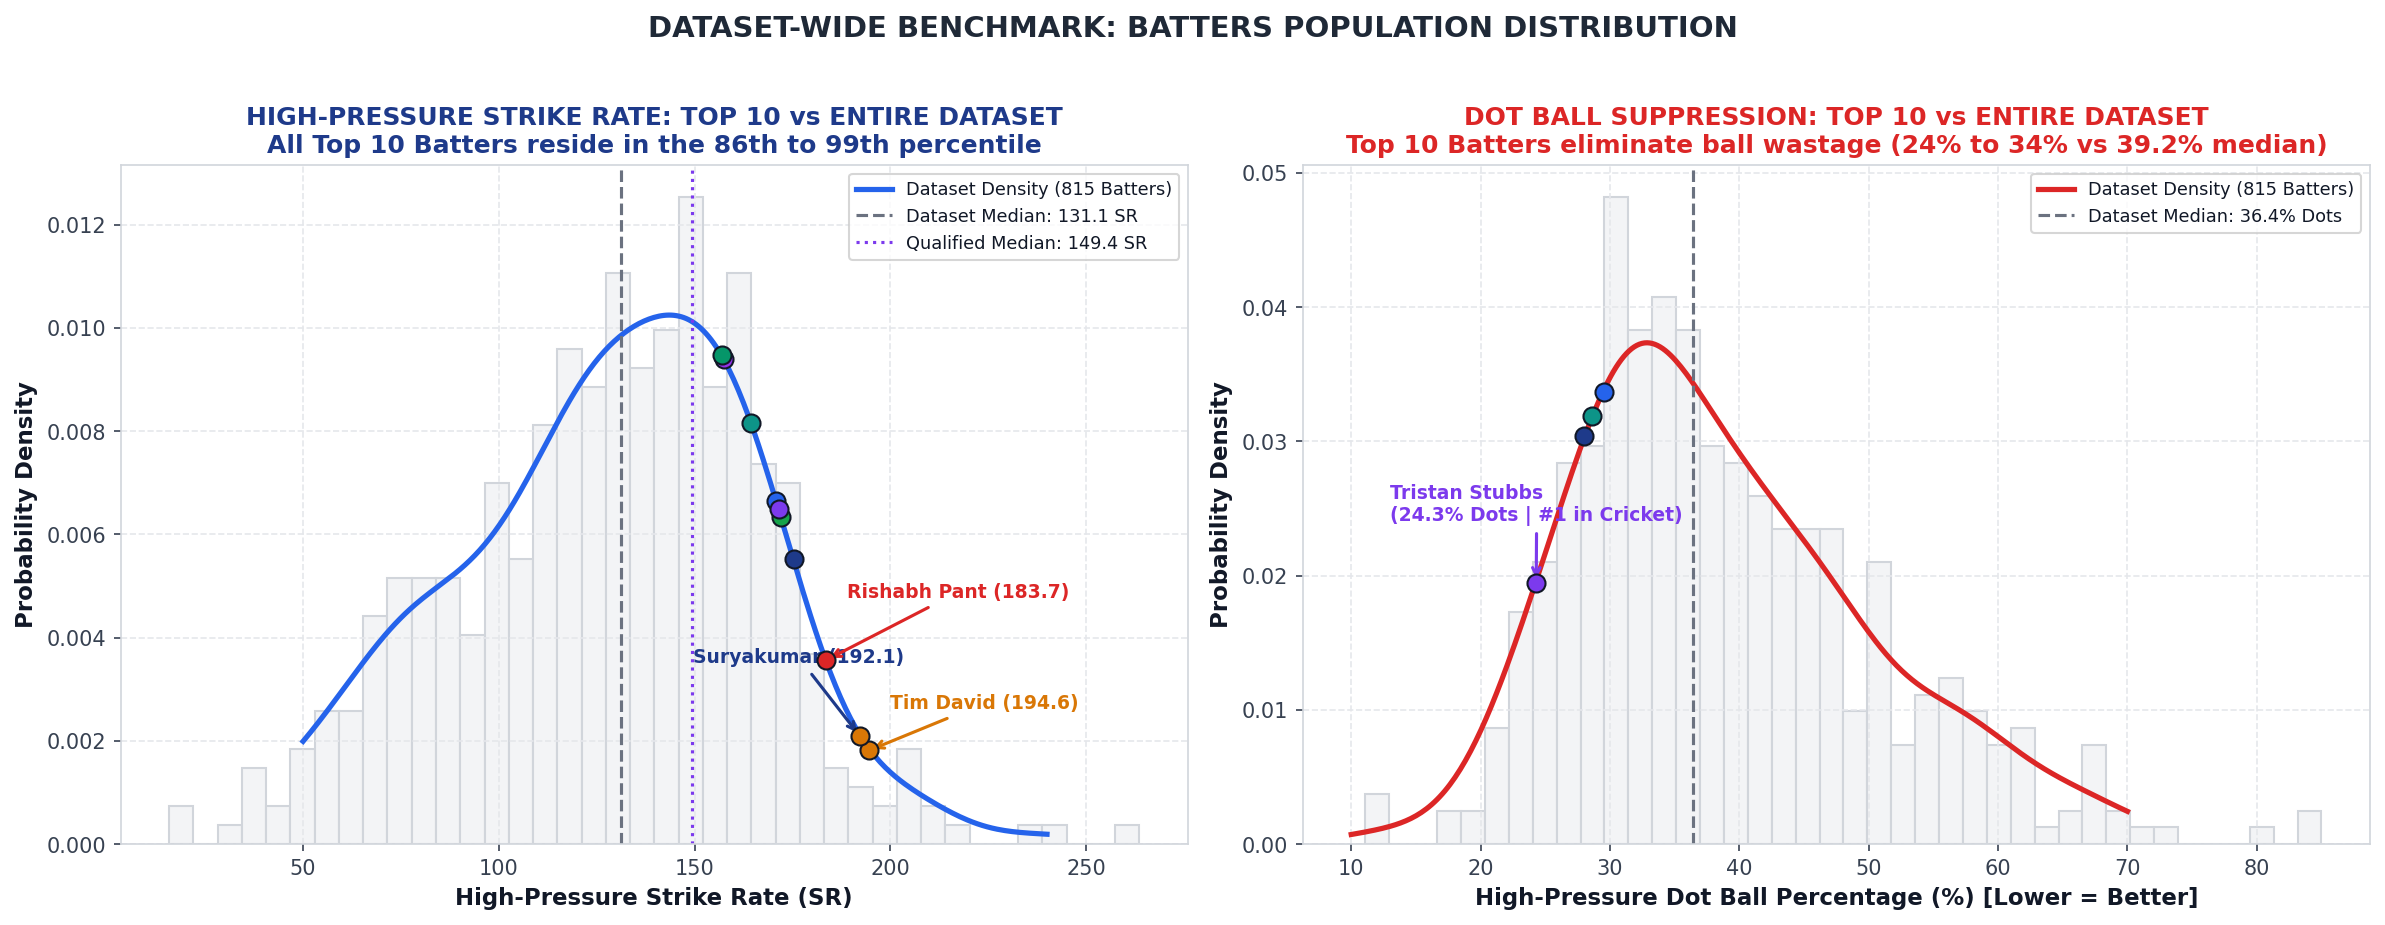 DATASET-WIDE BENCHMARK: BATTERS POPULATION DISTRIBUTION
HIGH-PRESSURE STRIKE RATE: TOP 10 vs ENTIRE DATASET
All Top 10 Batters reside in the 86th to 99th percentile
Dataset Density (815 Batters)
Dataset Median: 131.1 SR
Qualified Median: 149.4 SR
Probability Density
0.012
0.010
0.008
0.006
0.004
0.002
0.000
Rishabh Pant (183.7)
Suryakumar (192.1)
Tim David (194.6)
50
100
150
200
250
High-Pressure Strike Rate (SR)
DOT BALL SUPPRESSION: TOP 10 vs ENTIRE DATASET
Top 10 Batters eliminate ball wastage (24% to 34% vs 39.2% median)
Dataset Density (815 Batters)
Dataset Median: 36.4% Dots
Probability Density
0.05
0.04
0.03
0.02
0.01
0.00
Tristan Stubbs
(24.3% Dots | #1 in Cricket)
10
20
30
40
50
60
70
80
High-Pressure Dot Ball Percentage (%) [Lower = Better]